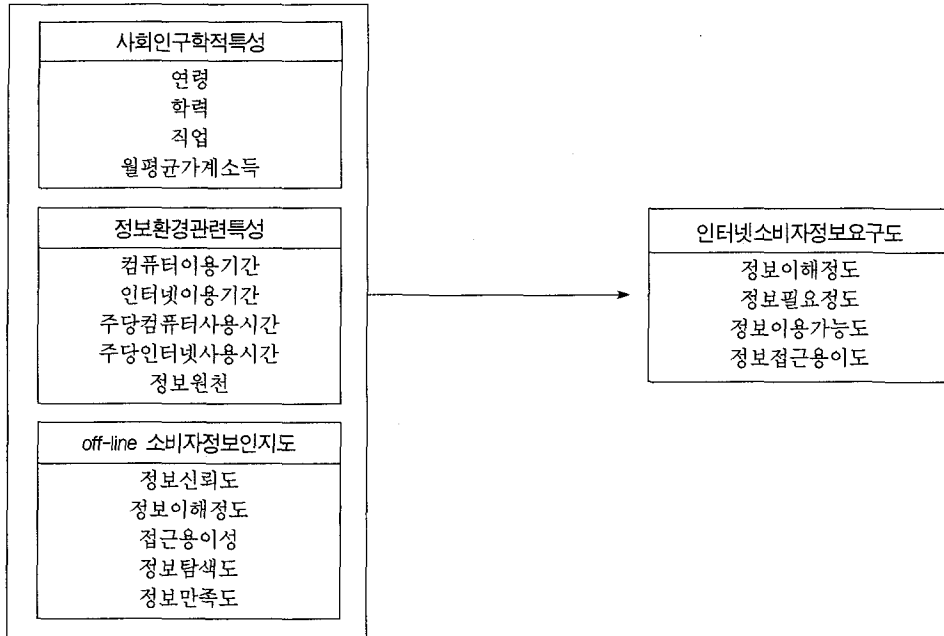 사회인구학적특성
연령
학력
직업
월평균가계소득
정보환경관련특성
컴퓨터이용기간
인터넷이용기간
주당컴퓨터사용시간
주당인터넷사용시간
정보원천
off-line 소비자정보인지도
정보신뢰도
정보이해정도
접근용이성
정보탐색도
정보만족도
인터넷소비자정보요구도
정보이해정도
정보필요정도
정보이용가능도
정보접근용이도